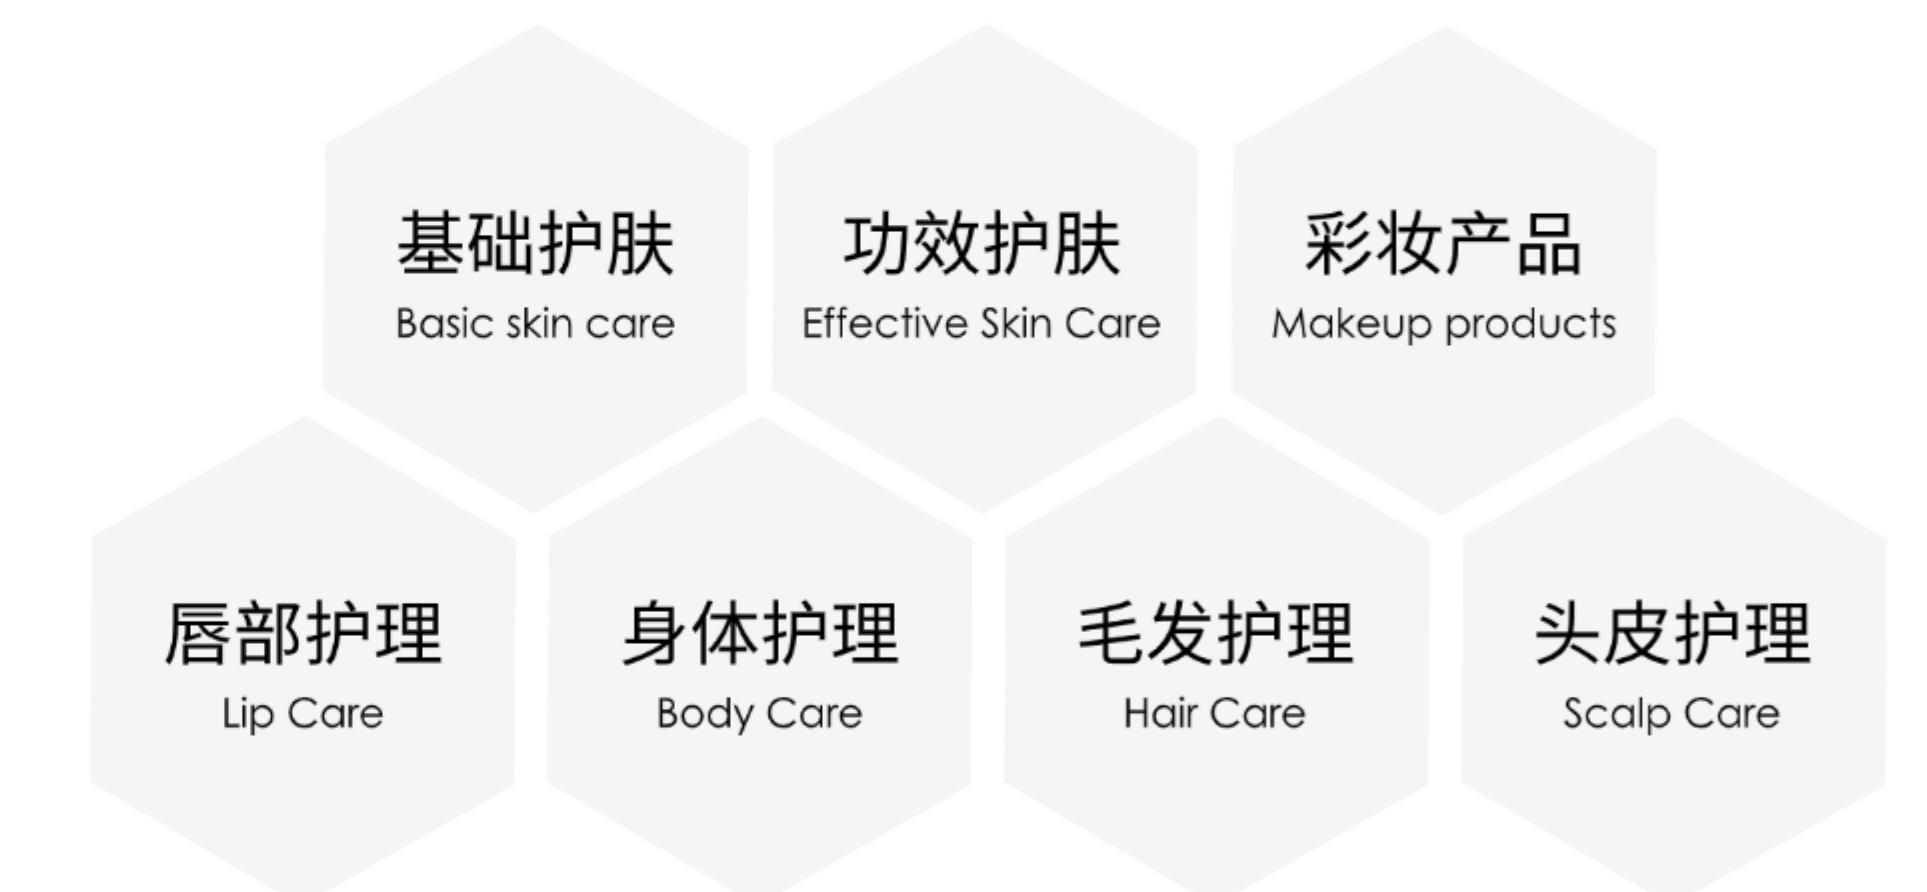 基础护肤
Basic skin care
功效护肤
Effective Skin Care
彩妆产品
Makeup products
唇部护理
Lip Care
身体护理
Body Care
毛发护理
Hair Care
头皮护理
Scalp Care